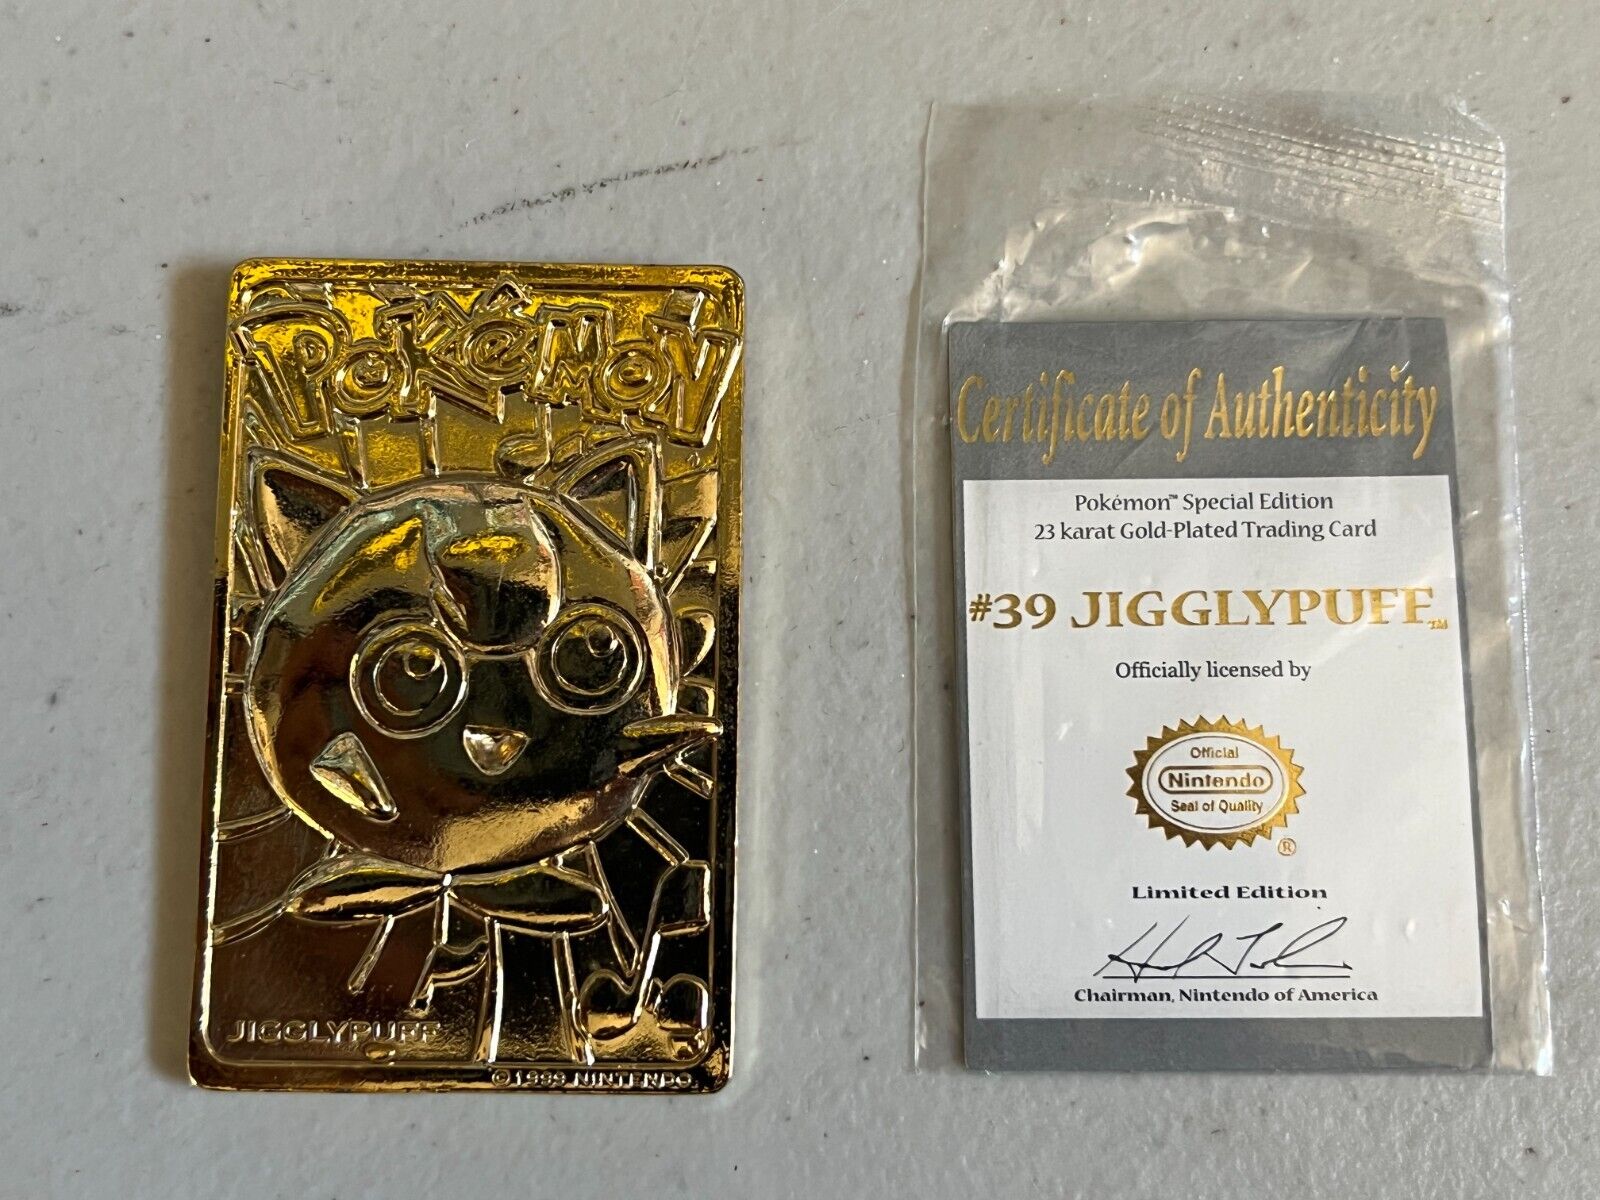 Pokémon
JIGGLYPUFF
© 1999 NINTENDO
Certificate of Authenticity
Pokémon™ Special Edition
23 karat Gold-Plated Trading Card
#39 JIGGLYPUFF™
Officially licensed by
Official
Nintendo
Seal of Quality
®
Limited Edition
Chairman, Nintendo of America